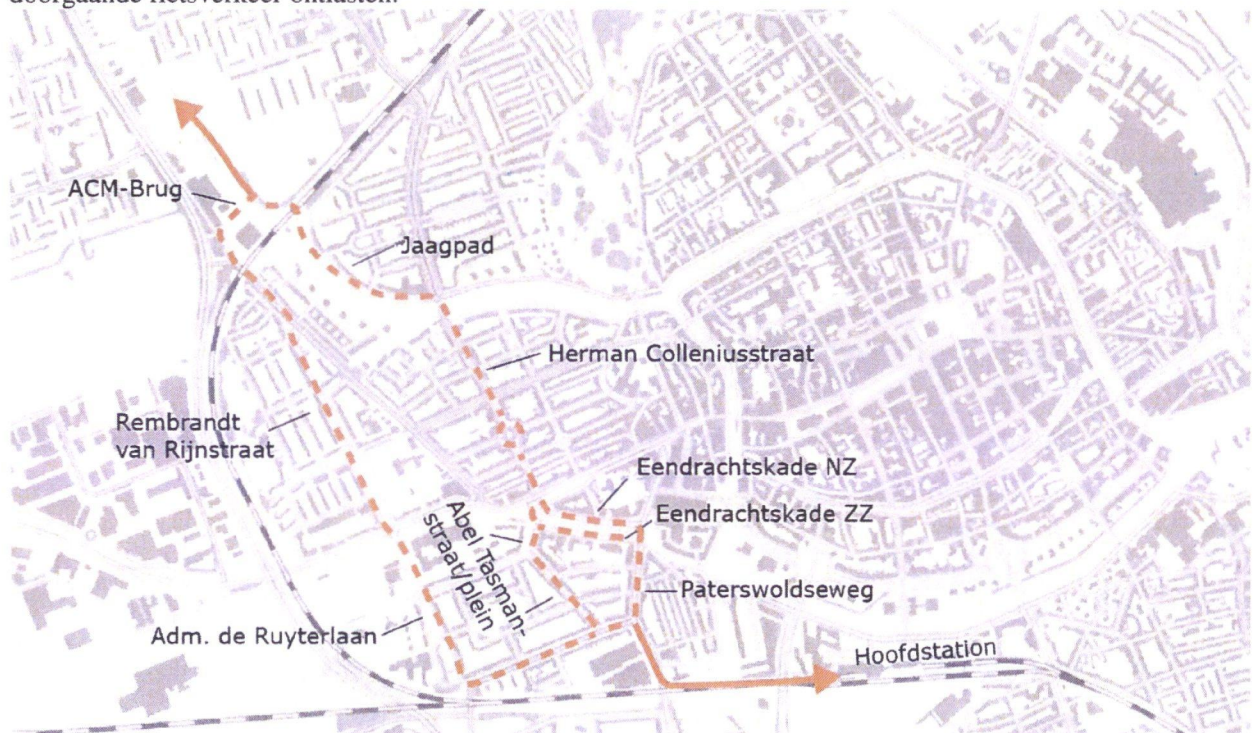 doorgaande fietsverkeer ontlasten.
ACM-Brug
Jaagpad
Herman Colleniusstraat
Rembrandt
van Rijnstraat
Eendrachtskade NZ
Eendrachtskade ZZ
Abel Tasman-
straat/plein
Paterswoldseweg
Adm. de Ruyterlaan
Hoofdstation